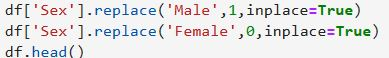 df['Sex'].replace('Male',1,inplace=True)
df['Sex'].replace('Female',0,inplace=True)
df.head()